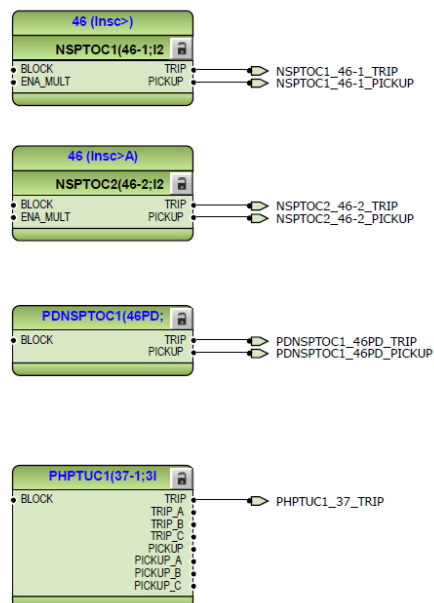 46 (Insc>)
NSPTOC1(46-1;I2
BLOCK TRIP NSPTOC1_46-1_TRIP
ENA_MULT PICKUP NSPTOC1_46-1_PICKUP
46 (Insc>A)
NSPTOC2(46-2;I2
BLOCK TRIP NSPTOC2_46-2_TRIP
ENA_MULT PICKUP NSPTOC2_46-2_PICKUP
PDNSPTOC1(46PD;
BLOCK TRIP PDNSPTOC1_46PD_TRIP
PICKUP PDNSPTOC1_46PD_PICKUP
PHPTUC1(37-1;3I
BLOCK TRIP PHPTUC1_37_TRIP
TRIP_A
TRIP_B
TRIP_C
PICKUP
PICKUP_A
PICKUP_B
PICKUP_C